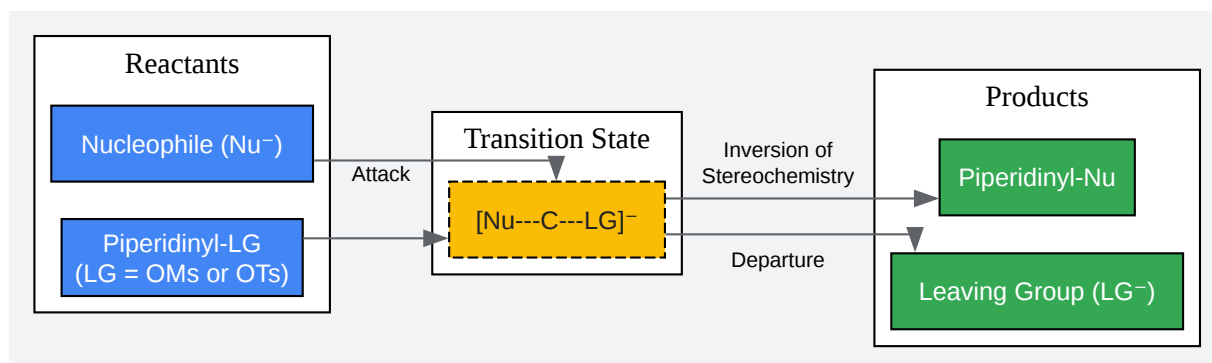 Reactants
Nucleophile (Nu⁻)
Piperidinyl-LG
(LG = OMs or OTs)
Attack
Transition State
[Nu---C---LG]⁻
Inversion of
Stereochemistry
Departure
Products
Piperidinyl-Nu
Leaving Group (LG⁻)